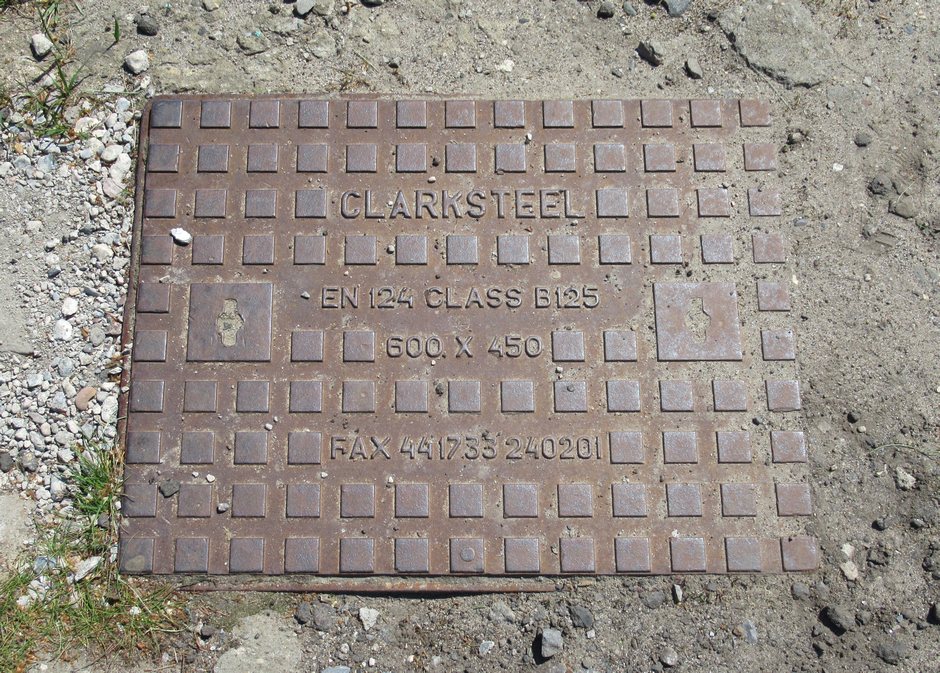 CLARKSTEEL
EN 124 CLASS B125
600 X 450
FAX 441733 240201